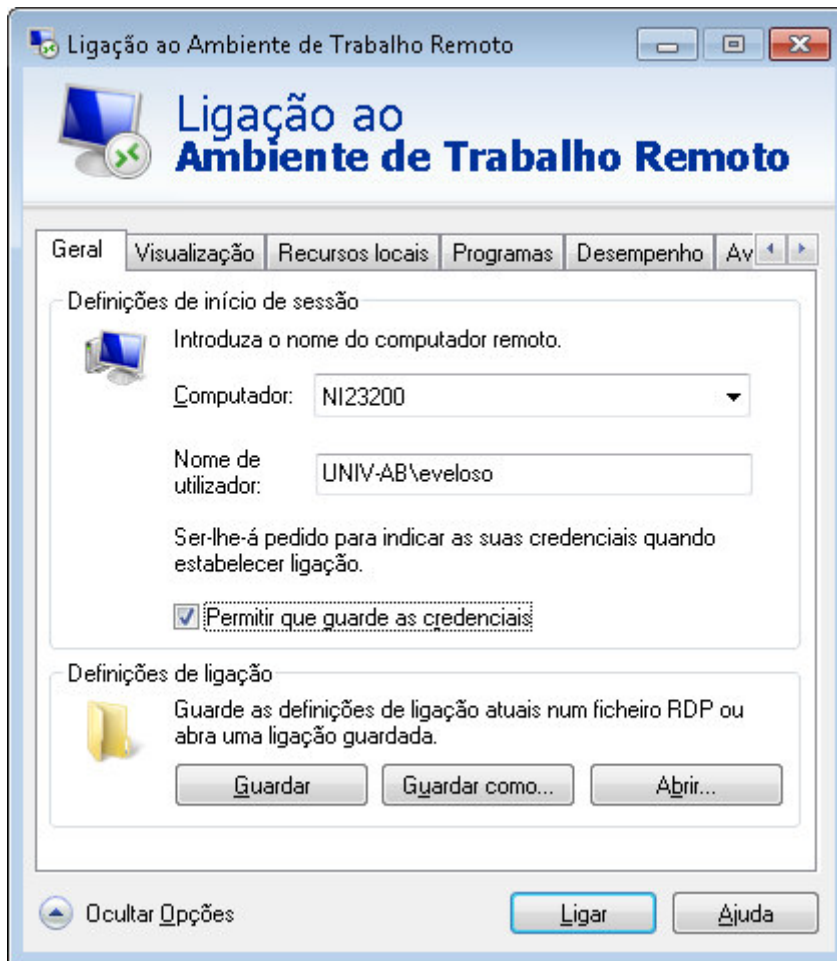 Ligação ao Ambiente de Trabalho Remoto
Ligação ao
Ambiente de Trabalho Remoto
Geral Visualização Recursos locais Programas Desempenho Av
Definições de início de sessão
Introduza o nome do computador remoto.
Computador: NI23200
Nome de
utilizador: UNIV-AB\eveloso
Ser-lhe-á pedido para indicar as suas credenciais quando
estabelecer ligação.
Permitir que guarde as credenciais
Definições de ligação
Guarde as definições de ligação atuais num ficheiro RDP ou
abra uma ligação guardada.
Guardar Guardar como... Abrir...
Ocultar Opções Ligar Ajuda